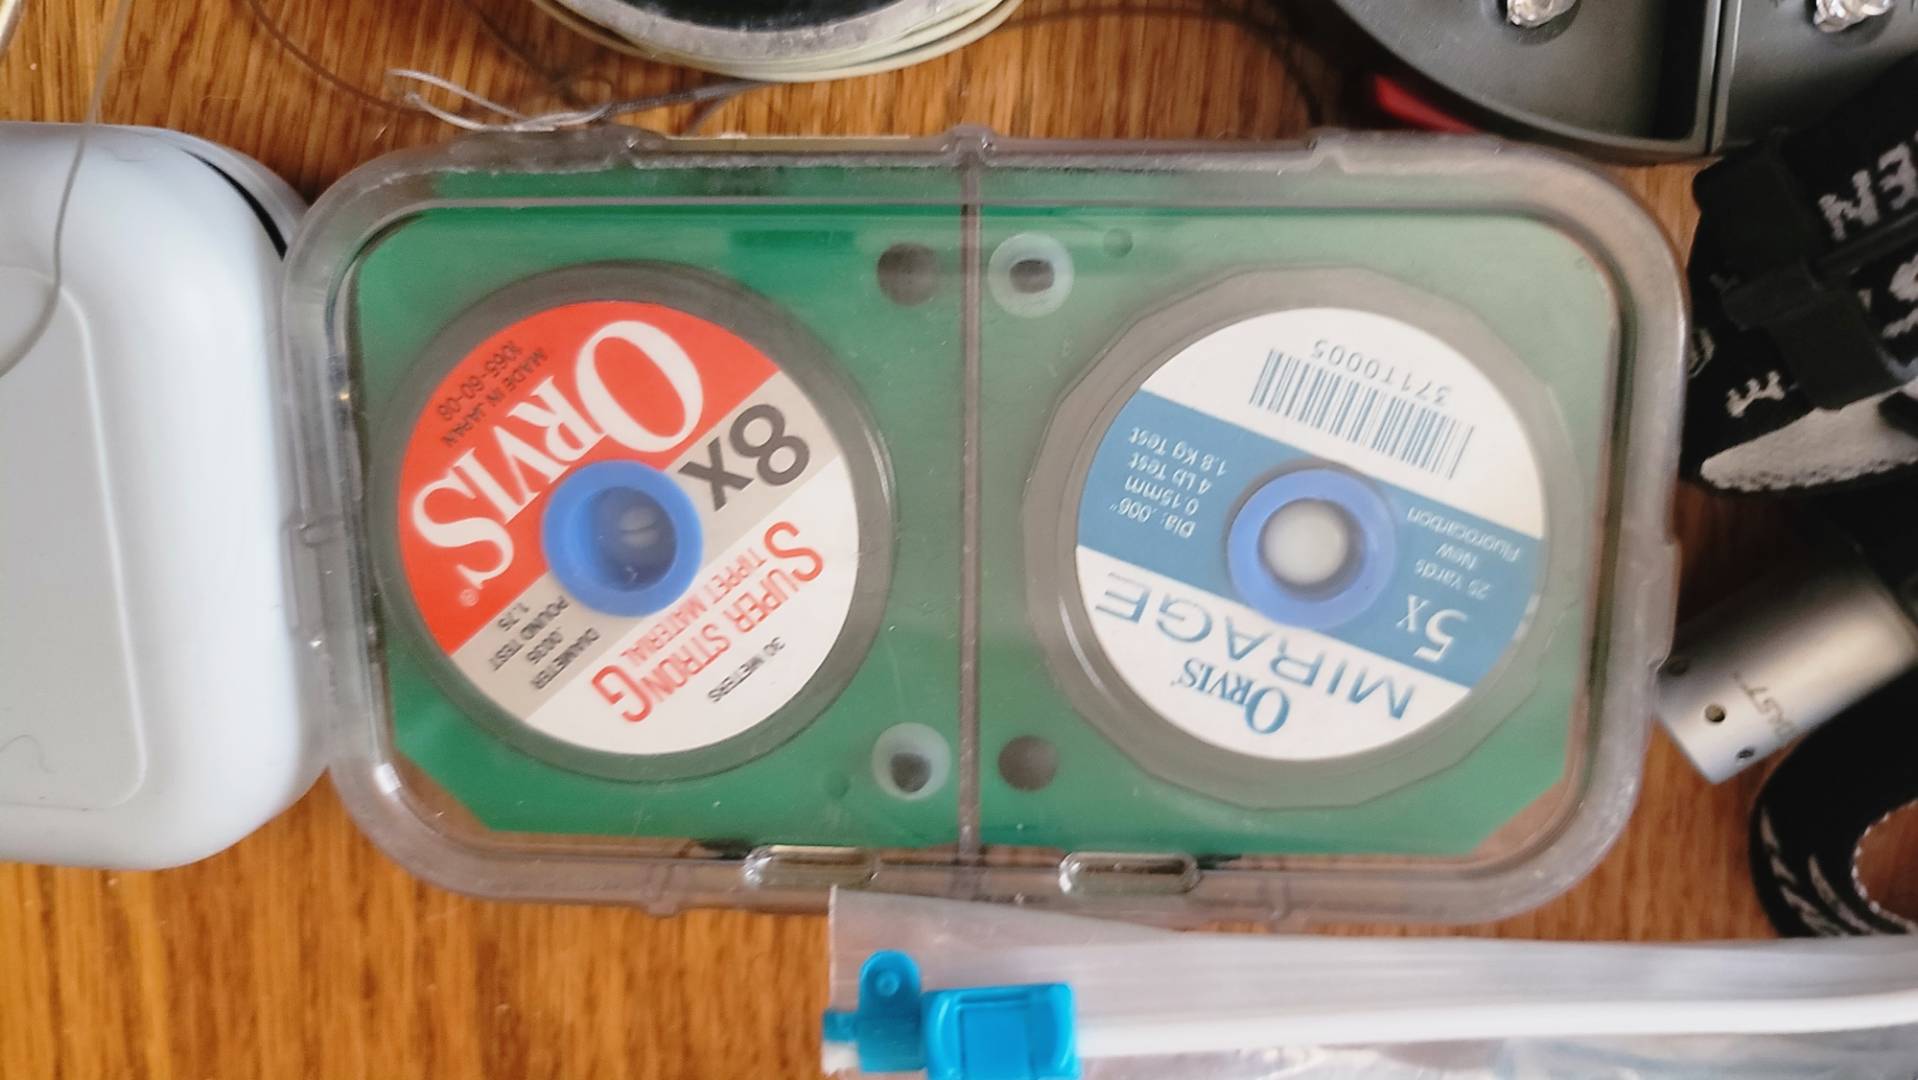 ORVIS®
MADE IN JAPAN
1065-60-08
8X
DIAMETER
.0035
POUND TEST
1.75
SUPER STRONG
TIPPET MATERIAL
30 METERS
ORVIS
MIRAGE
5X
25 Yards
New
Fluorocarbon
Dia: .006"
0.15mm
4 Lb Test
1.8 Kg Test
371T0005